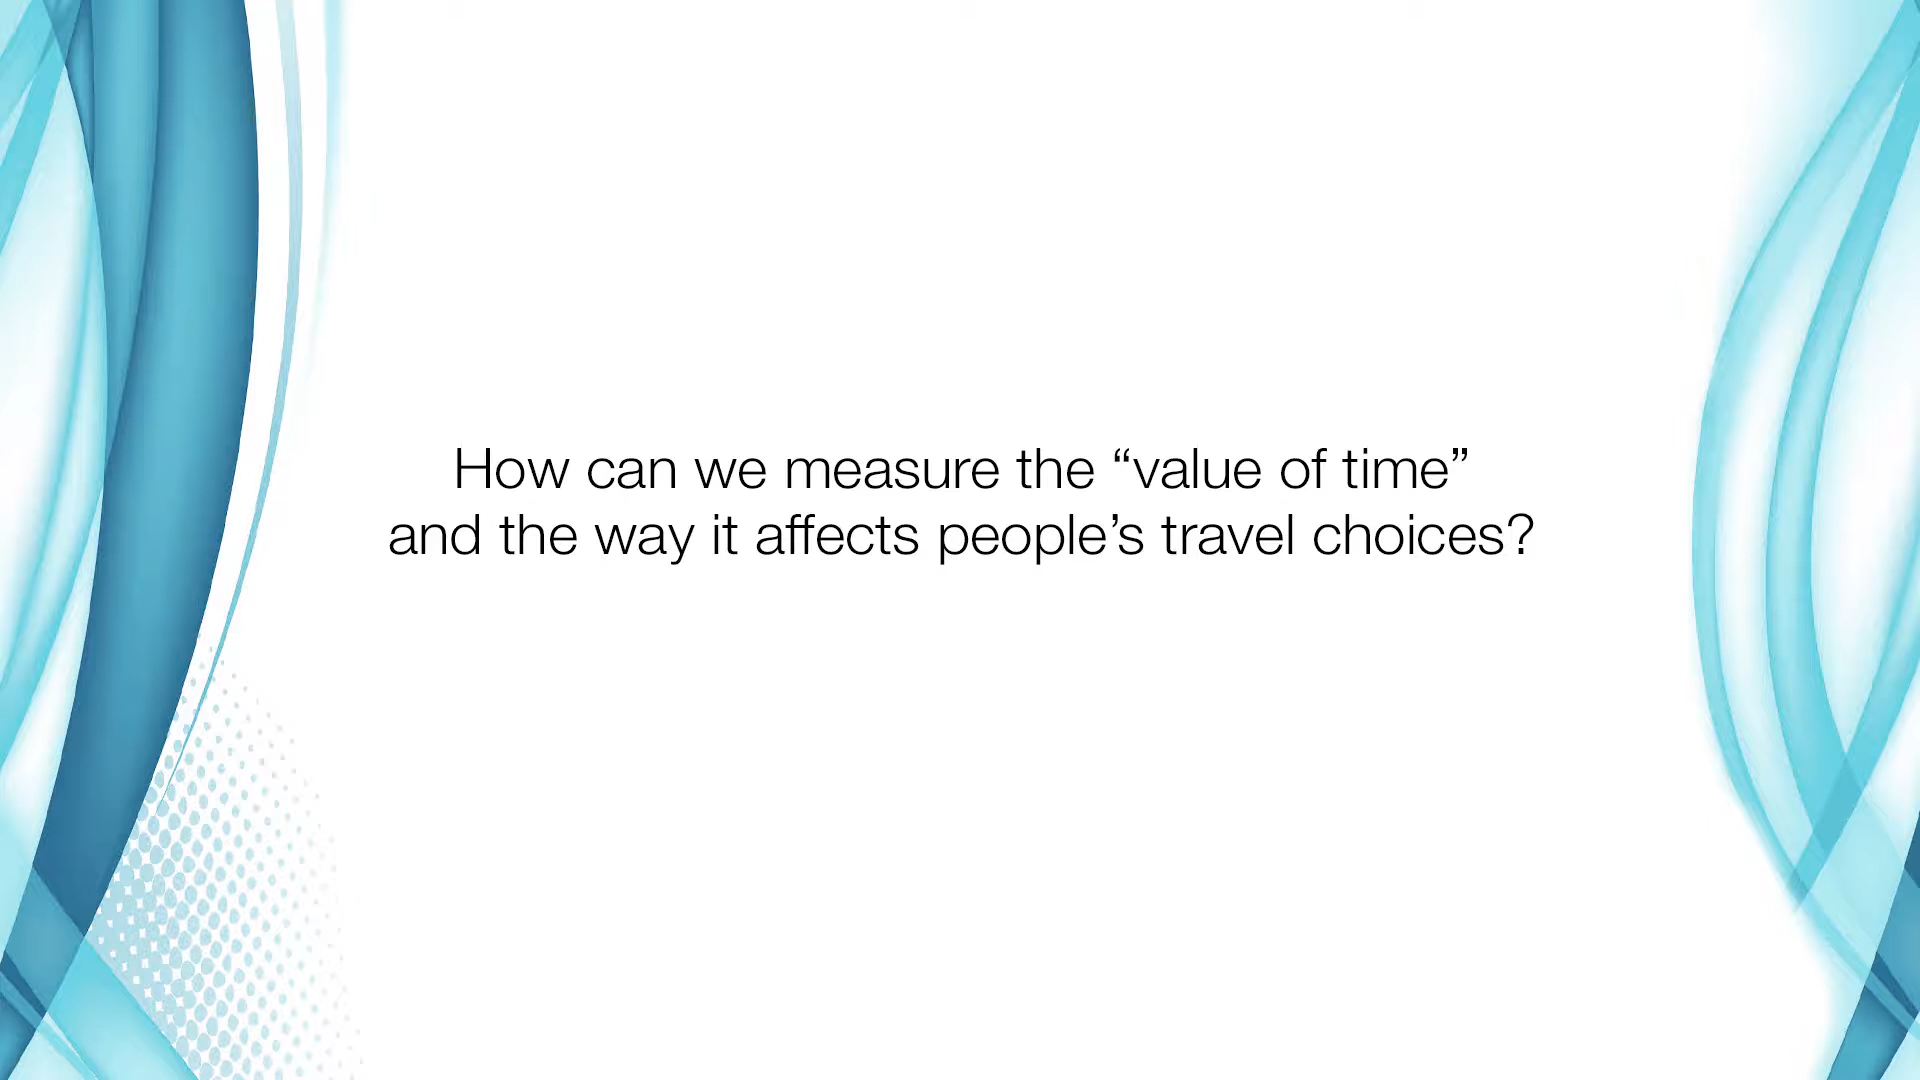 How can we measure the “value of time”
and the way it affects people’s travel choices?